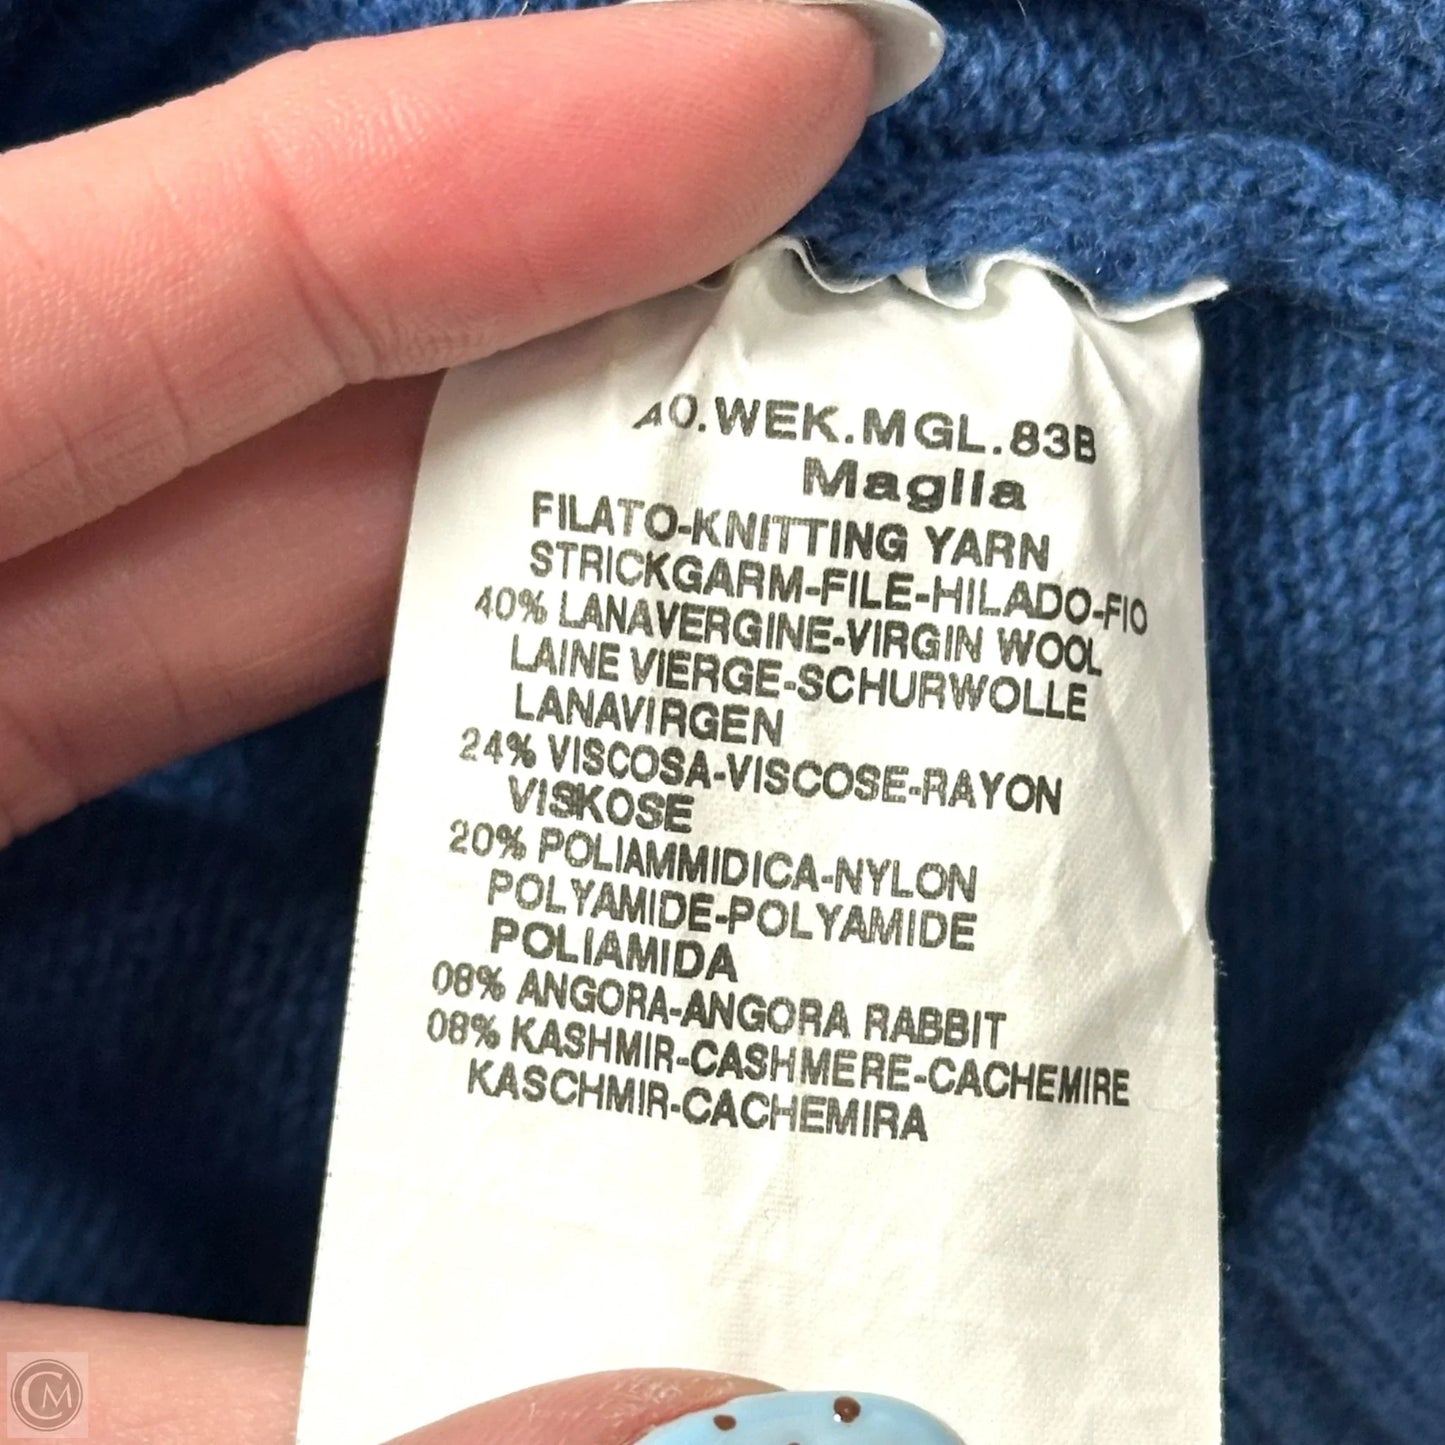 AO.WEK.MGL.83B
Maglia
FILATO-KNITTING YARN
STRICKGARM-FILE-HILADO-FIO
40% LANAVERGINE-VIRGIN WOOL
LAINE VIERGE-SCHURWOLLE
LANAVIRGEN
24% VISCOSA-VISCOSE-RAYON
VISKOSE
20% POLIAMMIDICA-NYLON
POLYAMIDE-POLYAMIDE
POLIAMIDA
08% ANGORA-ANGORA RABBIT
08% KASHMIR-CASHMERE-CACHEMIRE
KASCHMIR-CACHEMIRA
CM